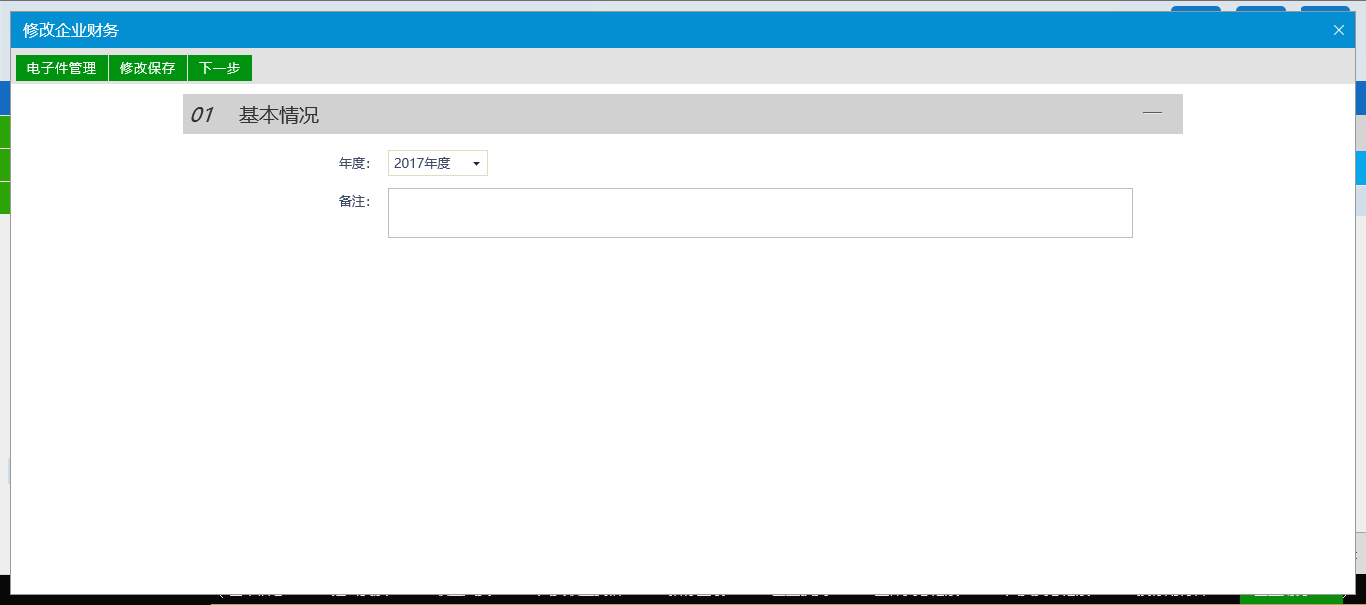 修改企业财务
电子件管理 修改保存 下一步
01 基本情况
年度： 2017年度
备注：